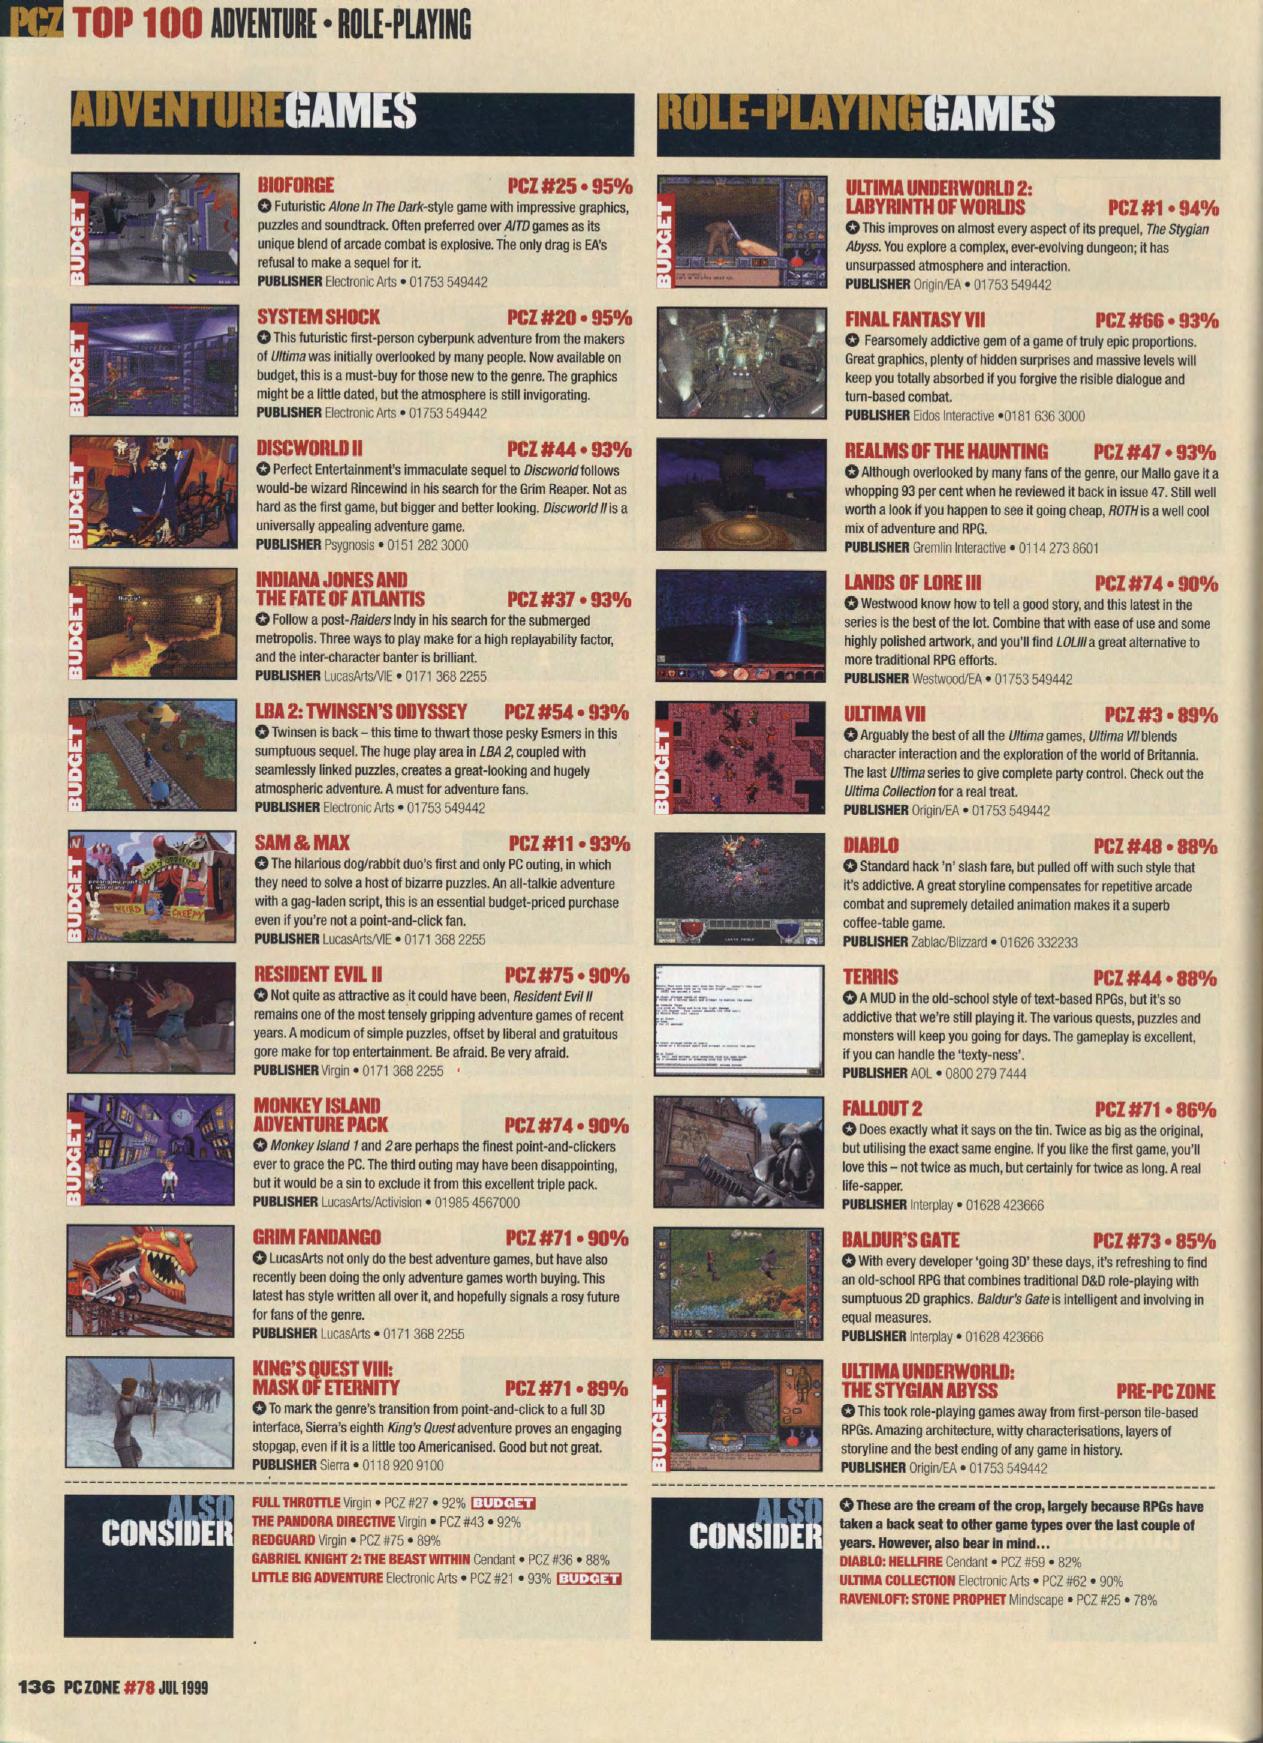 PCZ TOP 100 ADVENTURE • ROLE-PLAYING
ADVENTUREGAMES
BUDGET
BIOFORGE PCZ #25 • 95%
✪ Futuristic Alone In The Dark-style game with impressive graphics,
puzzles and soundtrack. Often preferred over AITD games as its
unique blend of arcade combat is explosive. The only drag is EA's
refusal to make a sequel for it.
PUBLISHER Electronic Arts • 01753 549442
BUDGET
SYSTEM SHOCK PCZ #20 • 95%
✪ This futuristic first-person cyberpunk adventure from the makers
of Ultima was initially overlooked by many people. Now available on
budget, this is a must-buy for those new to the genre. The graphics
might be a little dated, but the atmosphere is still invigorating.
PUBLISHER Electronic Arts • 01753 549442
BUDGET
DISCWORLD II PCZ #44 • 93%
✪ Perfect Entertainment's immaculate sequel to Discworld follows
would-be wizard Rincewind in his search for the Grim Reaper. Not as
hard as the first game, but bigger and better looking. Discworld II is a
universally appealing adventure game.
PUBLISHER Psygnosis • 0151 282 3000
BUDGET
INDIANA JONES AND
THE FATE OF ATLANTIS PCZ #37 • 93%
✪ Follow a post-Raiders Indy in his search for the submerged
metropolis. Three ways to play make for a high replayability factor,
and the inter-character banter is brilliant.
PUBLISHER LucasArts/VIE • 0171 368 2255
BUDGET
LBA 2: TWINSEN'S ODYSSEY PCZ #54 • 93%
✪ Twinsen is back – this time to thwart those pesky Esmers in this
sumptuous sequel. The huge play area in LBA 2, coupled with
seamlessly linked puzzles, creates a great-looking and hugely
atmospheric adventure. A must for adventure fans.
PUBLISHER Electronic Arts • 01753 549442
BUDGET
SAM & MAX PCZ #11 • 93%
✪ The hilarious dog/rabbit duo's first and only PC outing, in which
they need to solve a host of bizarre puzzles. An all-talkie adventure
with a gag-laden script, this is an essential budget-priced purchase
even if you're not a point-and-click fan.
PUBLISHER LucasArts/VIE • 0171 368 2255
RESIDENT EVIL II PCZ #75 • 90%
✪ Not quite as attractive as it could have been, Resident Evil II
remains one of the most tensely gripping adventure games of recent
years. A modicum of simple puzzles, offset by liberal and gratuitous
gore make for top entertainment. Be afraid. Be very afraid.
PUBLISHER Virgin • 0171 368 2255
BUDGET
MONKEY ISLAND
ADVENTURE PACK PCZ #74 • 90%
✪ Monkey Island 1 and 2 are perhaps the finest point-and-clickers
ever to grace the PC. The third outing may have been disappointing,
but it would be a sin to exclude it from this excellent triple pack.
PUBLISHER LucasArts/Activision • 01985 4567000
GRIM FANDANGO PCZ #71 • 90%
✪ LucasArts not only do the best adventure games, but have also
recently been doing the only adventure games worth buying. This
latest has style written all over it, and hopefully signals a rosy future
for fans of the genre.
PUBLISHER LucasArts • 0171 368 2255
KING'S QUEST VIII:
MASK OF ETERNITY PCZ #71 • 89%
✪ To mark the genre's transition from point-and-click to a full 3D
interface, Sierra's eighth King's Quest adventure proves an engaging
stopgap, even if it is a little too Americanised. Good but not great.
PUBLISHER Sierra • 0118 920 9100
ALSO
CONSIDER
FULL THROTTLE Virgin • PCZ #27 • 92% BUDGET
THE PANDORA DIRECTIVE Virgin • PCZ #43 • 92%
REDGUARD Virgin • PCZ #75 • 89%
GABRIEL KNIGHT 2: THE BEAST WITHIN Cendant • PCZ #36 • 88%
LITTLE BIG ADVENTURE Electronic Arts • PCZ #21 • 93% BUDGET
ROLE-PLAYINGGAMES
BUDGET
ULTIMA UNDERWORLD 2:
LABYRINTH OF WORLDS PCZ #1 • 94%
✪ This improves on almost every aspect of its prequel, The Stygian
Abyss. You explore a complex, ever-evolving dungeon; it has
unsurpassed atmosphere and interaction.
PUBLISHER Origin/EA • 01753 549442
FINAL FANTASY VII PCZ #66 • 93%
✪ Fearsomely addictive gem of a game of truly epic proportions.
Great graphics, plenty of hidden surprises and massive levels will
keep you totally absorbed if you forgive the risible dialogue and
turn-based combat.
PUBLISHER Eidos Interactive •0181 636 3000
REALMS OF THE HAUNTING PCZ #47 • 93%
✪ Although overlooked by many fans of the genre, our Mallo gave it a
whopping 93 per cent when he reviewed it back in issue 47. Still well
worth a look if you happen to see it going cheap, ROTH is a well cool
mix of adventure and RPG.
PUBLISHER Gremlin Interactive • 0114 273 8601
LANDS OF LORE III PCZ #74 • 90%
✪ Westwood know how to tell a good story, and this latest in the
series is the best of the lot. Combine that with ease of use and some
highly polished artwork, and you'll find LOLIII a great alternative to
more traditional RPG efforts.
PUBLISHER Westwood/EA • 01753 549442
BUDGET
ULTIMA VII PCZ #3 • 89%
✪ Arguably the best of all the Ultima games, Ultima VII blends
character interaction and the exploration of the world of Britannia.
The last Ultima series to give complete party control. Check out the
Ultima Collection for a real treat.
PUBLISHER Origin/EA • 01753 549442
DIABLO PCZ #48 • 88%
✪ Standard hack 'n' slash fare, but pulled off with such style that
it's addictive. A great storyline compensates for repetitive arcade
combat and supremely detailed animation makes it a superb
coffee-table game.
PUBLISHER Zablac/Blizzard • 01626 332233
TERRIS PCZ #44 • 88%
✪ A MUD in the old-school style of text-based RPGs, but it's so
addictive that we're still playing it. The various quests, puzzles and
monsters will keep you going for days. The gameplay is excellent,
if you can handle the 'texty-ness'.
PUBLISHER AOL • 0800 279 7444
FALLOUT 2 PCZ #71 • 86%
✪ Does exactly what it says on the tin. Twice as big as the original,
but utilising the exact same engine. If you like the first game, you'll
love this – not twice as much, but certainly for twice as long. A real
life-sapper.
PUBLISHER Interplay • 01628 423666
BALDUR'S GATE PCZ #73 • 85%
✪ With every developer 'going 3D' these days, it's refreshing to find
an old-school RPG that combines traditional D&D role-playing with
sumptuous 2D graphics. Baldur's Gate is intelligent and involving in
equal measures.
PUBLISHER Interplay • 01628 423666
BUDGET
ULTIMA UNDERWORLD:
THE STYGIAN ABYSS PRE-PC ZONE
✪ This took role-playing games away from first-person tile-based
RPGs. Amazing architecture, witty characterisations, layers of
storyline and the best ending of any game in history.
PUBLISHER Origin/EA • 01753 549442
ALSO
CONSIDER
✪ These are the cream of the crop, largely because RPGs have
taken a back seat to other game types over the last couple of
years. However, also bear in mind...
DIABLO: HELLFIRE Cendant • PCZ #59 • 82%
ULTIMA COLLECTION Electronic Arts • PCZ #62 • 90%
RAVENLOFT: STONE PROPHET Mindscape • PCZ #25 • 78%
136 PC ZONE #78 JUL 1999